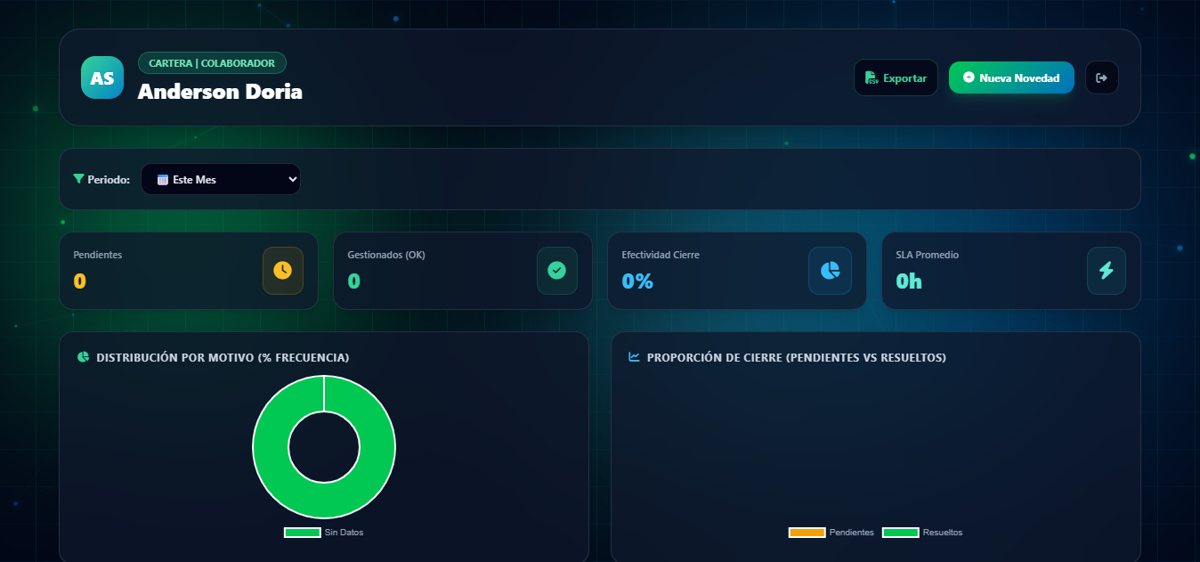 AS
CARTERA | COLABORADOR
Anderson Doria
Exportar
Nueva Novedad
Periodo:
Este Mes
Pendientes
0
Gestionados (OK)
0
Efectividad Cierre
0%
SLA Promedio
0h
DISTRIBUCIÓN POR MOTIVO (% FRECUENCIA)
Sin Datos
PROPORCIÓN DE CIERRE (PENDIENTES VS RESUELTOS)
Pendientes
Resueltos